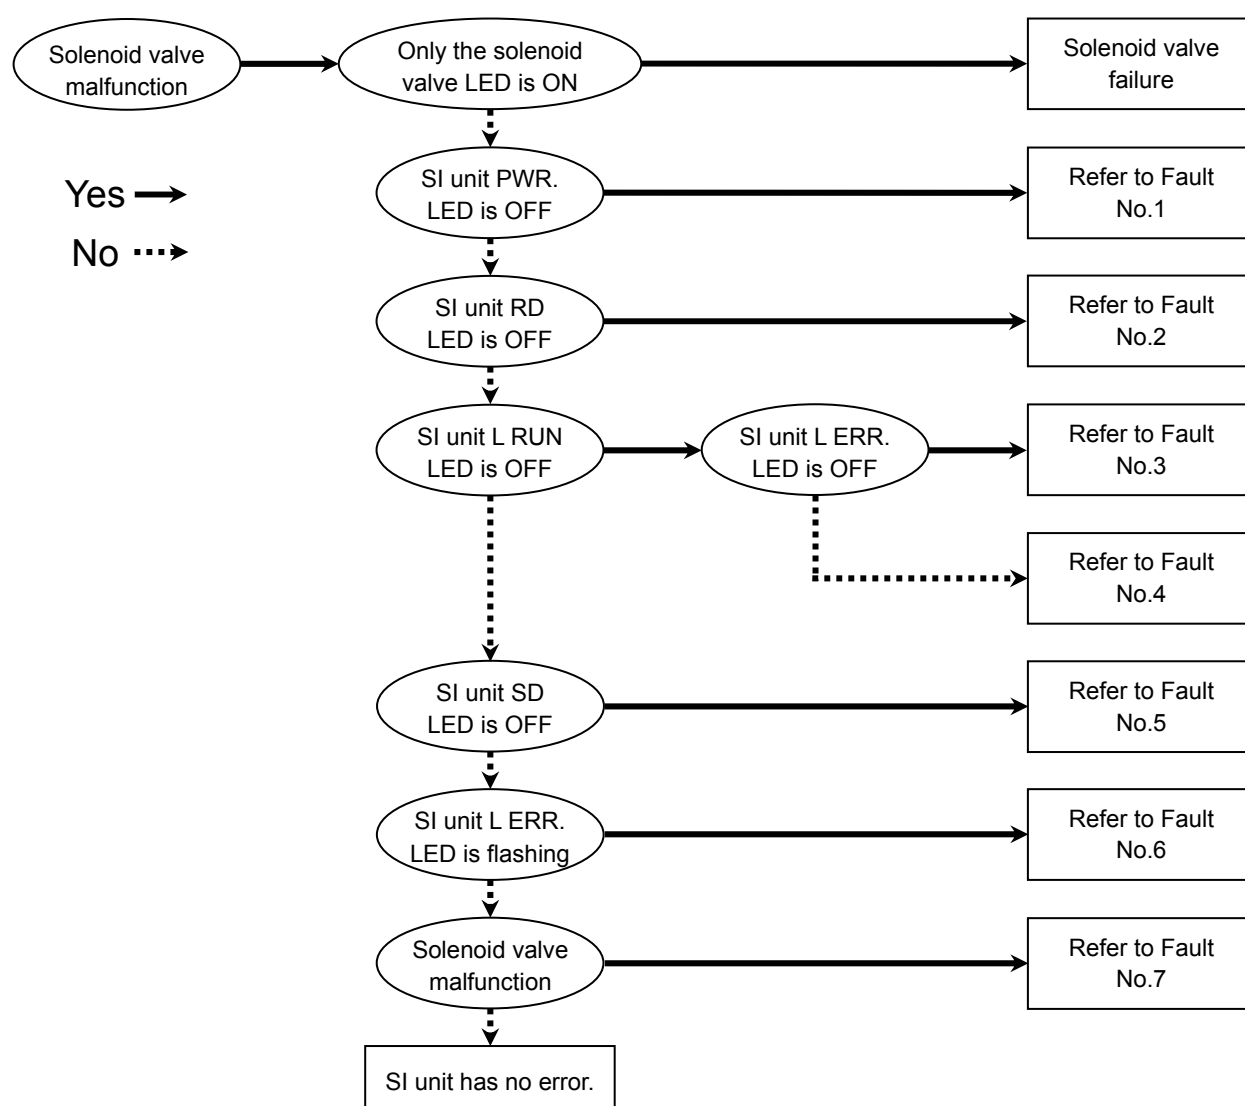 Solenoid valve
malfunction
Only the solenoid
valve LED is ON
Solenoid valve
failure
Yes
No
SI unit PWR.
LED is OFF
Refer to Fault
No.1
SI unit RD
LED is OFF
Refer to Fault
No.2
SI unit L RUN
LED is OFF
SI unit L ERR.
LED is OFF
Refer to Fault
No.3
Refer to Fault
No.4
SI unit SD
LED is OFF
Refer to Fault
No.5
SI unit L ERR.
LED is flashing
Refer to Fault
No.6
Solenoid valve
malfunction
Refer to Fault
No.7
SI unit has no error.